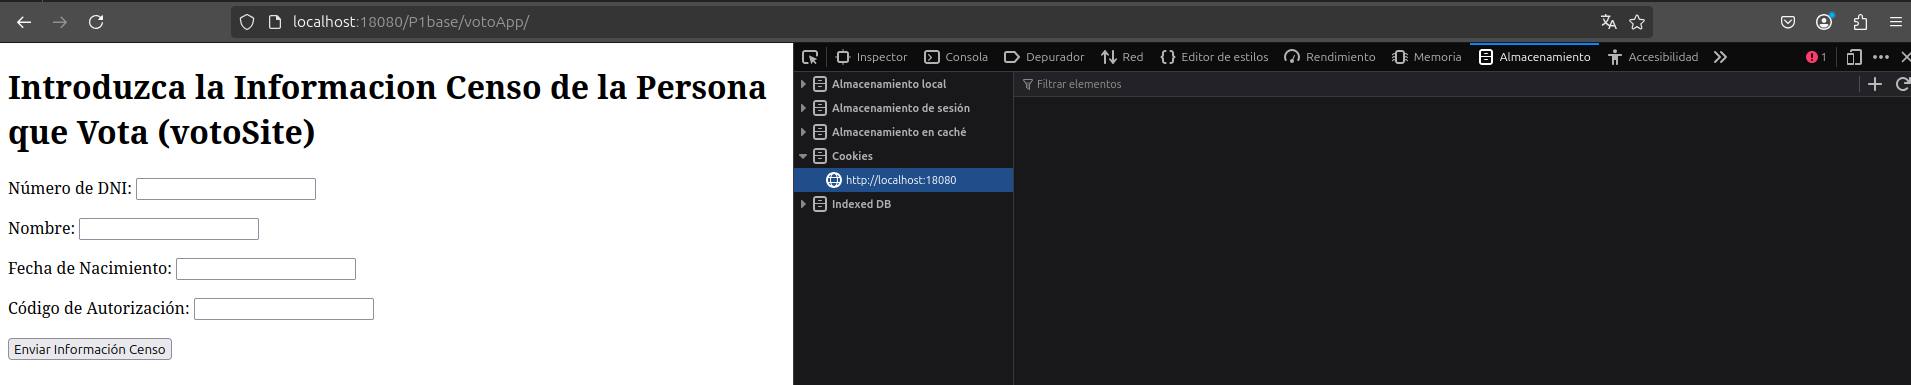 localhost:18080/P1base/votoApp/
Inspector Consola Depurador Red Editor de estilos Rendimiento Memoria Almacenamiento Accesibilidad 1
Introduzca la Informacion Censo de la Persona
que Vota (votoSite)
Número de DNI:
Nombre:
Fecha de Nacimiento:
Código de Autorización:
Enviar Información Censo
Almacenamiento local
Almacenamiento de sesión
Almacenamiento en caché
Cookies
http://localhost:18080
Indexed DB
Filtrar elementos